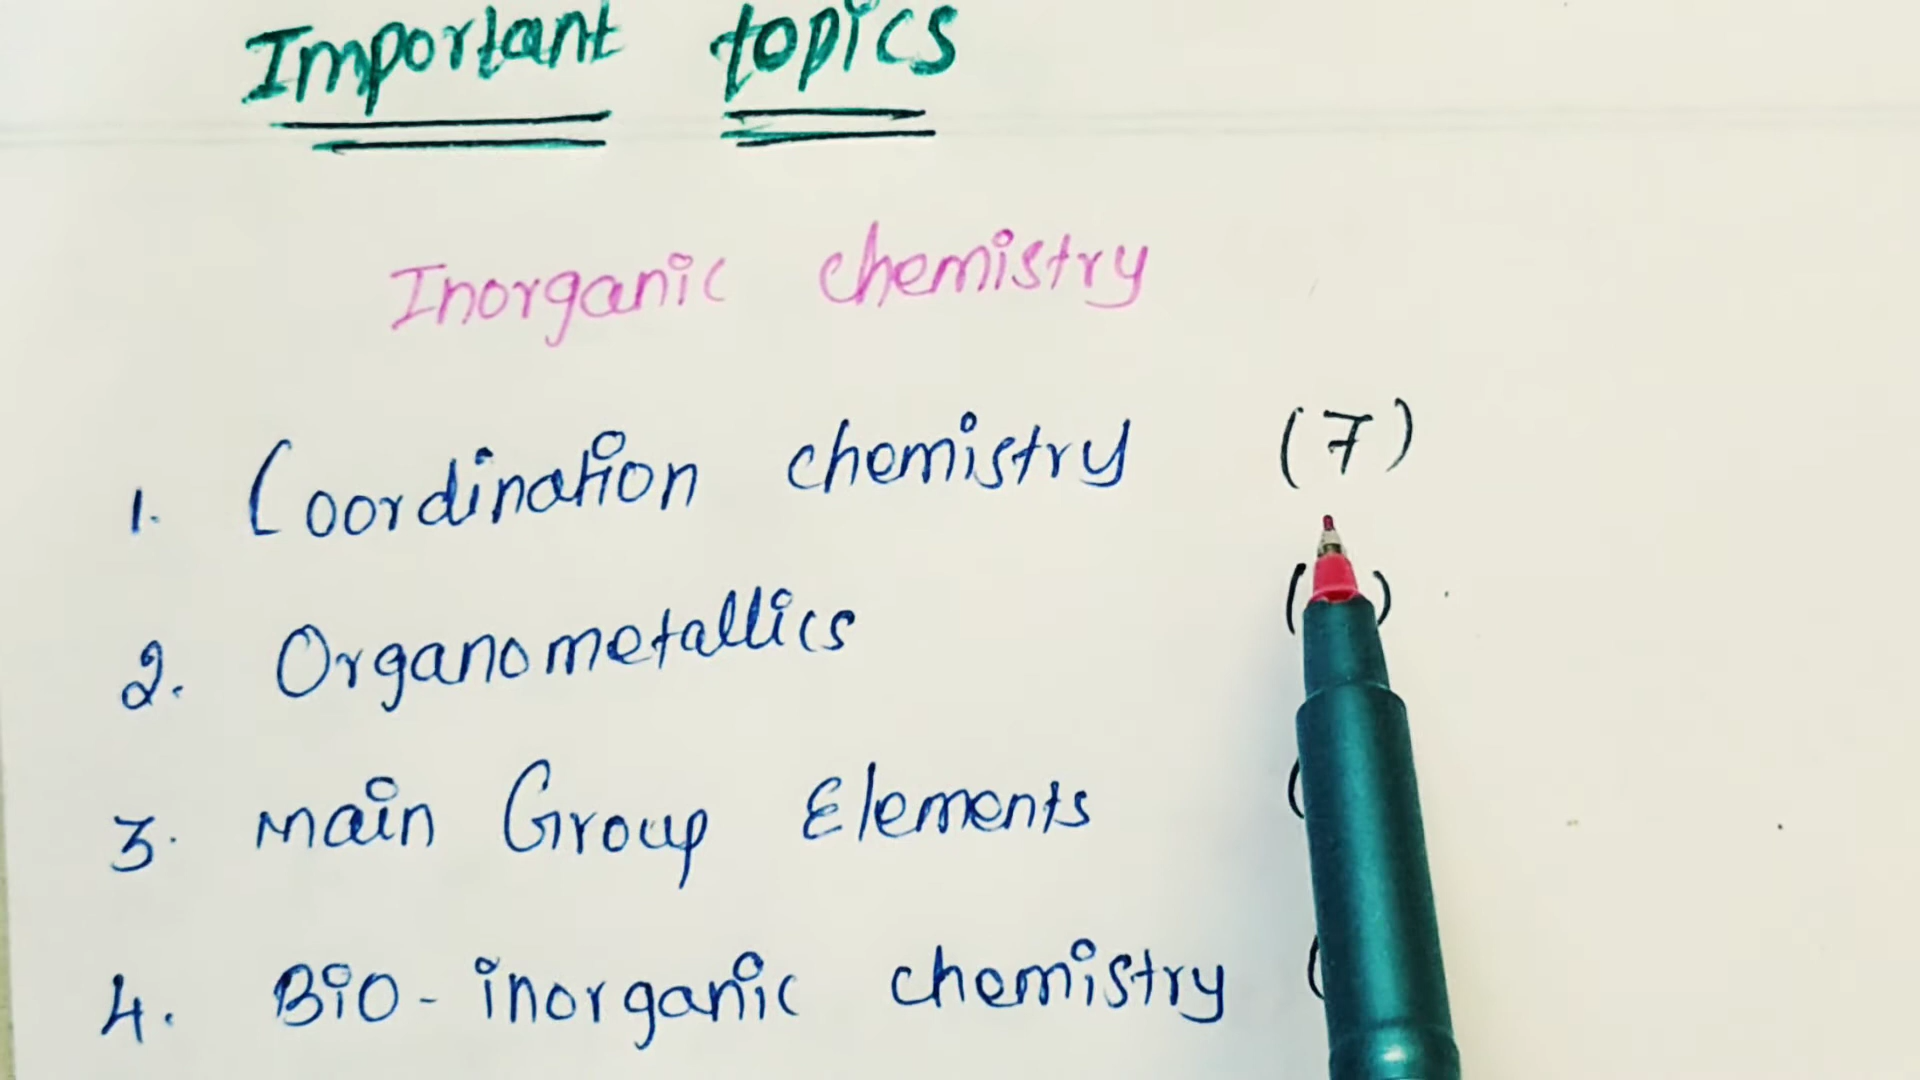 Important topics
Inorganic chemistry
1. Coordination chemistry (7)
2. Organometallics ( )
3. Main Group Elements (
4. Bio-inorganic chemistry (